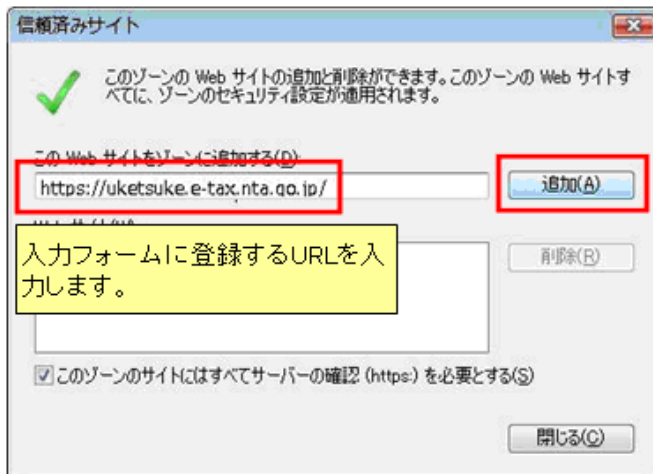 信頼済みサイト
このゾーンの Web サイトの追加と削除ができます。このゾーンの Web サイトす
べてに、ゾーンのセキュリティ設定が適用されます。
この Web サイトをゾーンに追加する(D):
https://uketsuke.e-tax.nta.go.jp/
追加(A)
入力フォームに登録するURLを入
力します。
削除(R)
このゾーンのサイトにはすべてサーバーの確認 (https:) を必要とする(S)
閉じる(C)